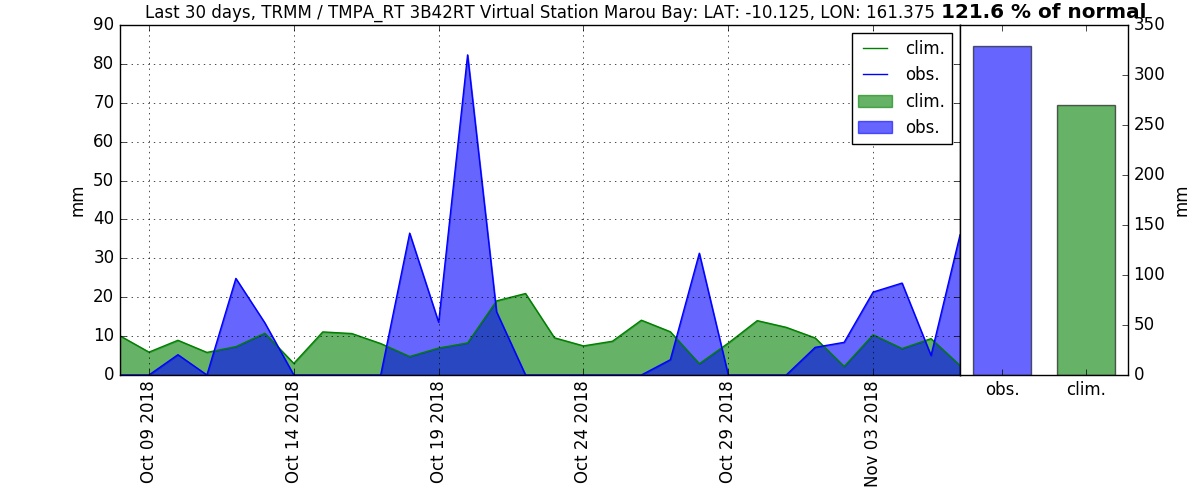 Last 30 days, TRMM / TMPA_RT 3B42RT Virtual Station Marou Bay: LAT: -10.125, LON: 161.375 121.6 % of normal
90
80
70
60
50
40
30
20
10
0
mm
clim.
obs.
clim.
obs.
350
300
250
200
150
100
50
0
mm
obs.
clim.
Oct 09 2018
Oct 14 2018
Oct 19 2018
Oct 24 2018
Oct 29 2018
Nov 03 2018